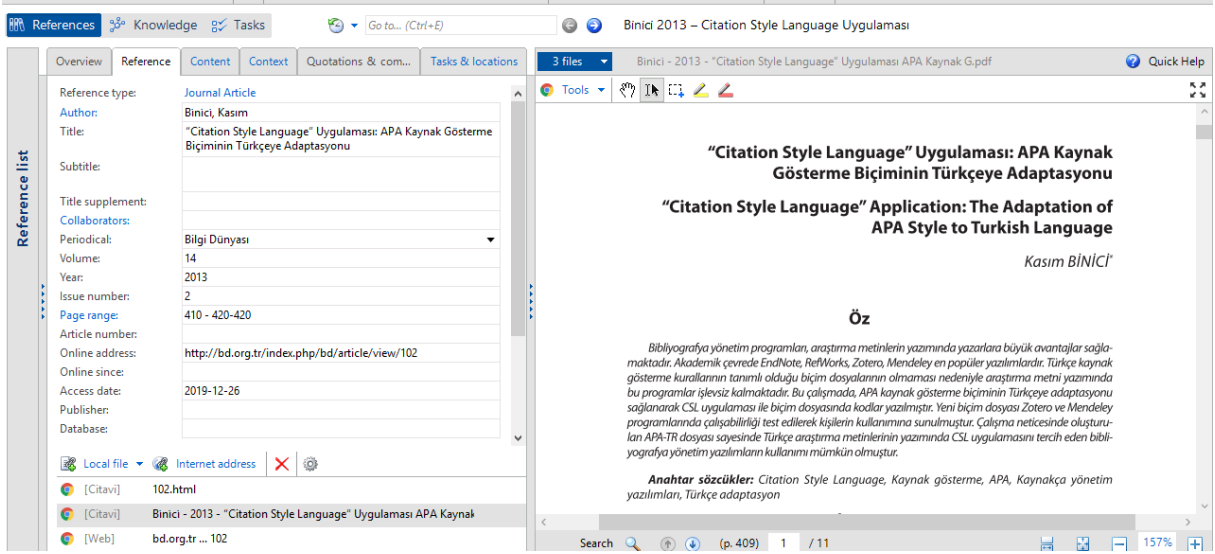 References Knowledge Tasks Go to... (Ctrl+E) Binici 2013 – Citation Style Language Uygulaması
Reference list
Overview Reference Content Context Quotations & com... Tasks & locations
Reference type: Journal Article
Author: Binici, Kasım
Title: "Citation Style Language" Uygulaması: APA Kaynak Gösterme
Biçiminin Türkçeye Adaptasyonu
Subtitle:
Title supplement:
Collaborators:
Periodical: Bilgi Dünyası
Volume: 14
Year: 2013
Issue number: 2
Page range: 410 - 420-420
Article number:
Online address: http://bd.org.tr/index.php/bd/article/view/102
Online since:
Access date: 2019-12-26
Publisher:
Database:
Local file Internet address
[Citavi] 102.html
[Citavi] Binici - 2013 - "Citation Style Language" Uygulaması APA Kaynak
[Web] bd.org.tr ... 102
3 files Binici - 2013 - "Citation Style Language" Uygulaması APA Kaynak G.pdf Quick Help
Tools
“Citation Style Language” Uygulaması: APA Kaynak
Gösterme Biçiminin Türkçeye Adaptasyonu
“Citation Style Language” Application: The Adaptation of
APA Style to Turkish Language
Kasım BİNİCİ*
Öz
Bibliyografya yönetim programları, araştırma metinlerin yazımında yazarlara büyük avantajlar sağla-
maktadır. Akademik çevrede EndNote, RefWorks, Zotero, Mendeley en popüler yazılımlardır. Türkçe kaynak
gösterme kurallarının tanımlı olduğu biçim dosyalarının olmaması nedeniyle araştırma metni yazımında
bu programlar işlevsiz kalmaktadır. Bu çalışmada, APA kaynak gösterme biçiminin Türkçeye adaptasyonu
sağlanarak CSL uygulaması ile biçim dosyasında kodlar yazılmıştır. Yeni biçim dosyası Zotero ve Mendeley
programlarında çalışabilirliği test edilerek kişilerin kullanımına sunulmuştur. Çalışma neticesinde oluşturu-
lan APA-TR dosyası sayesinde Türkçe araştırma metinlerinin yazımında CSL uygulamasını tercih eden bibli-
yografya yönetim yazılımların kullanımı mümkün olmuştur.
Anahtar sözcükler: Citation Style Language, Kaynak gösterme, APA, Kaynakça yönetim
yazılımları, Türkçe adaptasyon
Search (p. 409) 1 / 11 157%